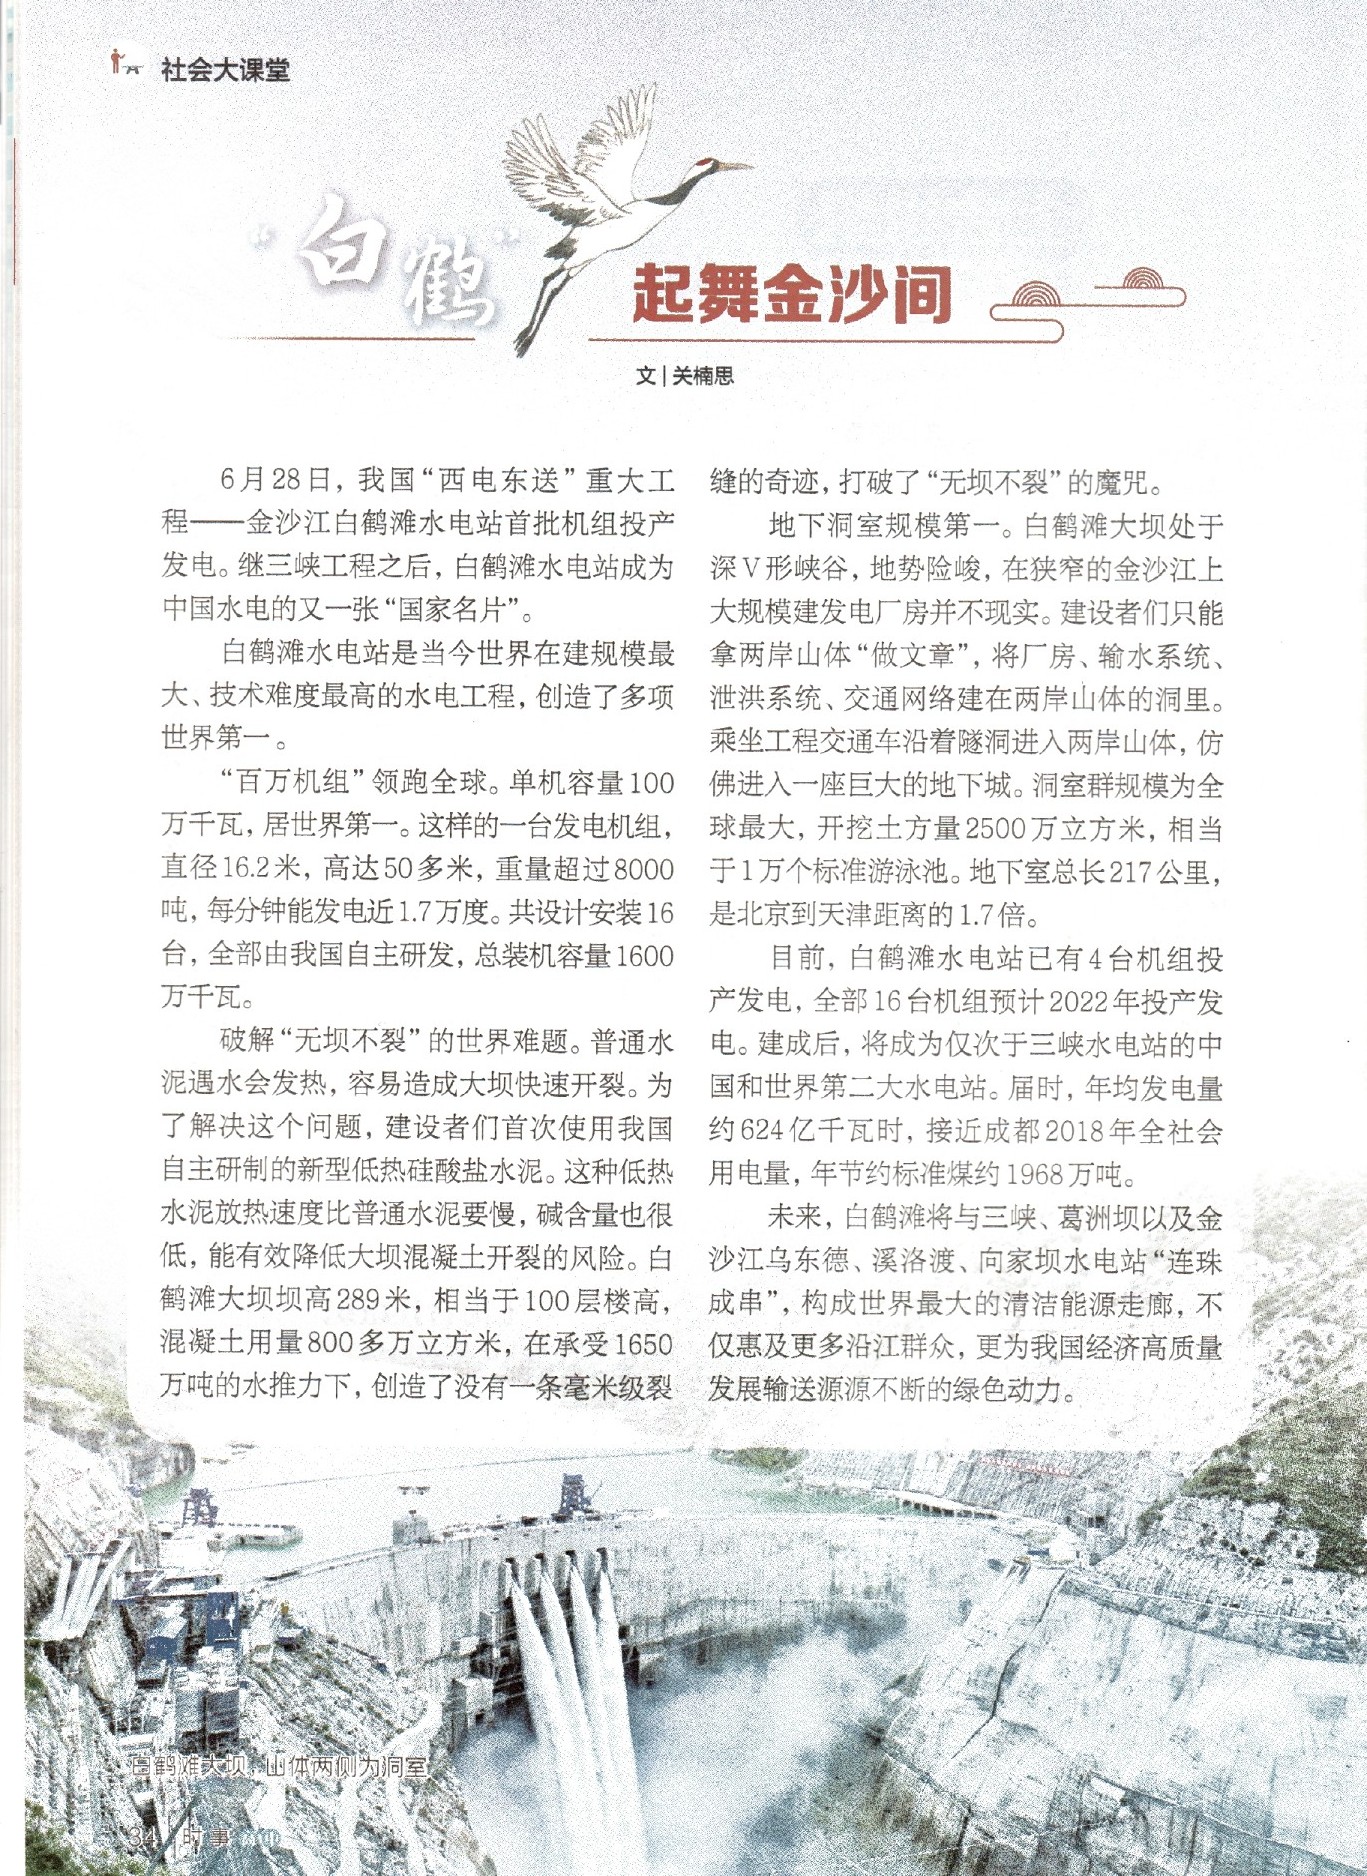 社会大课堂
“白鹤”
起舞金沙间
文|关楠思
6月28日，我国“西电东送”重大工
程——金沙江白鹤滩水电站首批机组投产
发电。继三峡工程之后，白鹤滩水电站成为
中国水电的又一张“国家名片”。
白鹤滩水电站是当今世界在建规模最
大、技术难度最高的水电工程，创造了多项
世界第一。
“百万机组”领跑全球。单机容量100
万千瓦，居世界第一。这样的一台发电机组，
直径16.2米，高达50多米，重量超过8000
吨，每分钟能发电近1.7万度。共设计安装16
台，全部由我国自主研发，总装机容量1600
万千瓦。
破解“无坝不裂”的世界难题。普通水
泥遇水会发热，容易造成大坝快速开裂。为
了解决这个问题，建设者们首次使用我国
自主研制的新型低热硅酸盐水泥。这种低热
水泥放热速度比普通水泥要慢，碱含量也很
低，能有效降低大坝混凝土开裂的风险。白
鹤滩大坝坝高289米，相当于100层楼高，
混凝土用量800多万立方米，在承受1650
万吨的水推力下，创造了没有一条毫米级裂
缝的奇迹，打破了“无坝不裂”的魔咒。
地下洞室规模第一。白鹤滩大坝处于
深V形峡谷，地势险峻，在狭窄的金沙江上
大规模建发电厂房并不现实。建设者们只能
拿两岸山体“做文章”，将厂房、输水系统、
泄洪系统、交通网络建在两岸山体的洞里。
乘坐工程交通车沿着隧洞进入两岸山体，仿
佛进入一座巨大的地下城。洞室群规模为全
球最大，开挖土方量2500万立方米，相当
于1万个标准游泳池。地下室总长217公里，
是北京到天津距离的1.7倍。
目前，白鹤滩水电站已有4台机组投
产发电，全部16台机组预计2022年投产发
电。建成后，将成为仅次于三峡水电站的中
国和世界第二大水电站。届时，年均发电量
约624亿千瓦时，接近成都2018年全社会
用电量，年节约标准煤约1968万吨。
未来，白鹤滩将与三峡、葛洲坝以及金
沙江乌东德、溪洛渡、向家坝水电站“连珠
成串”，构成世界最大的清洁能源走廊，不
仅惠及更多沿江群众，更为我国经济高质量
发展输送源源不断的绿色动力。
白鹤滩大坝，山体两侧为洞室
34 时事